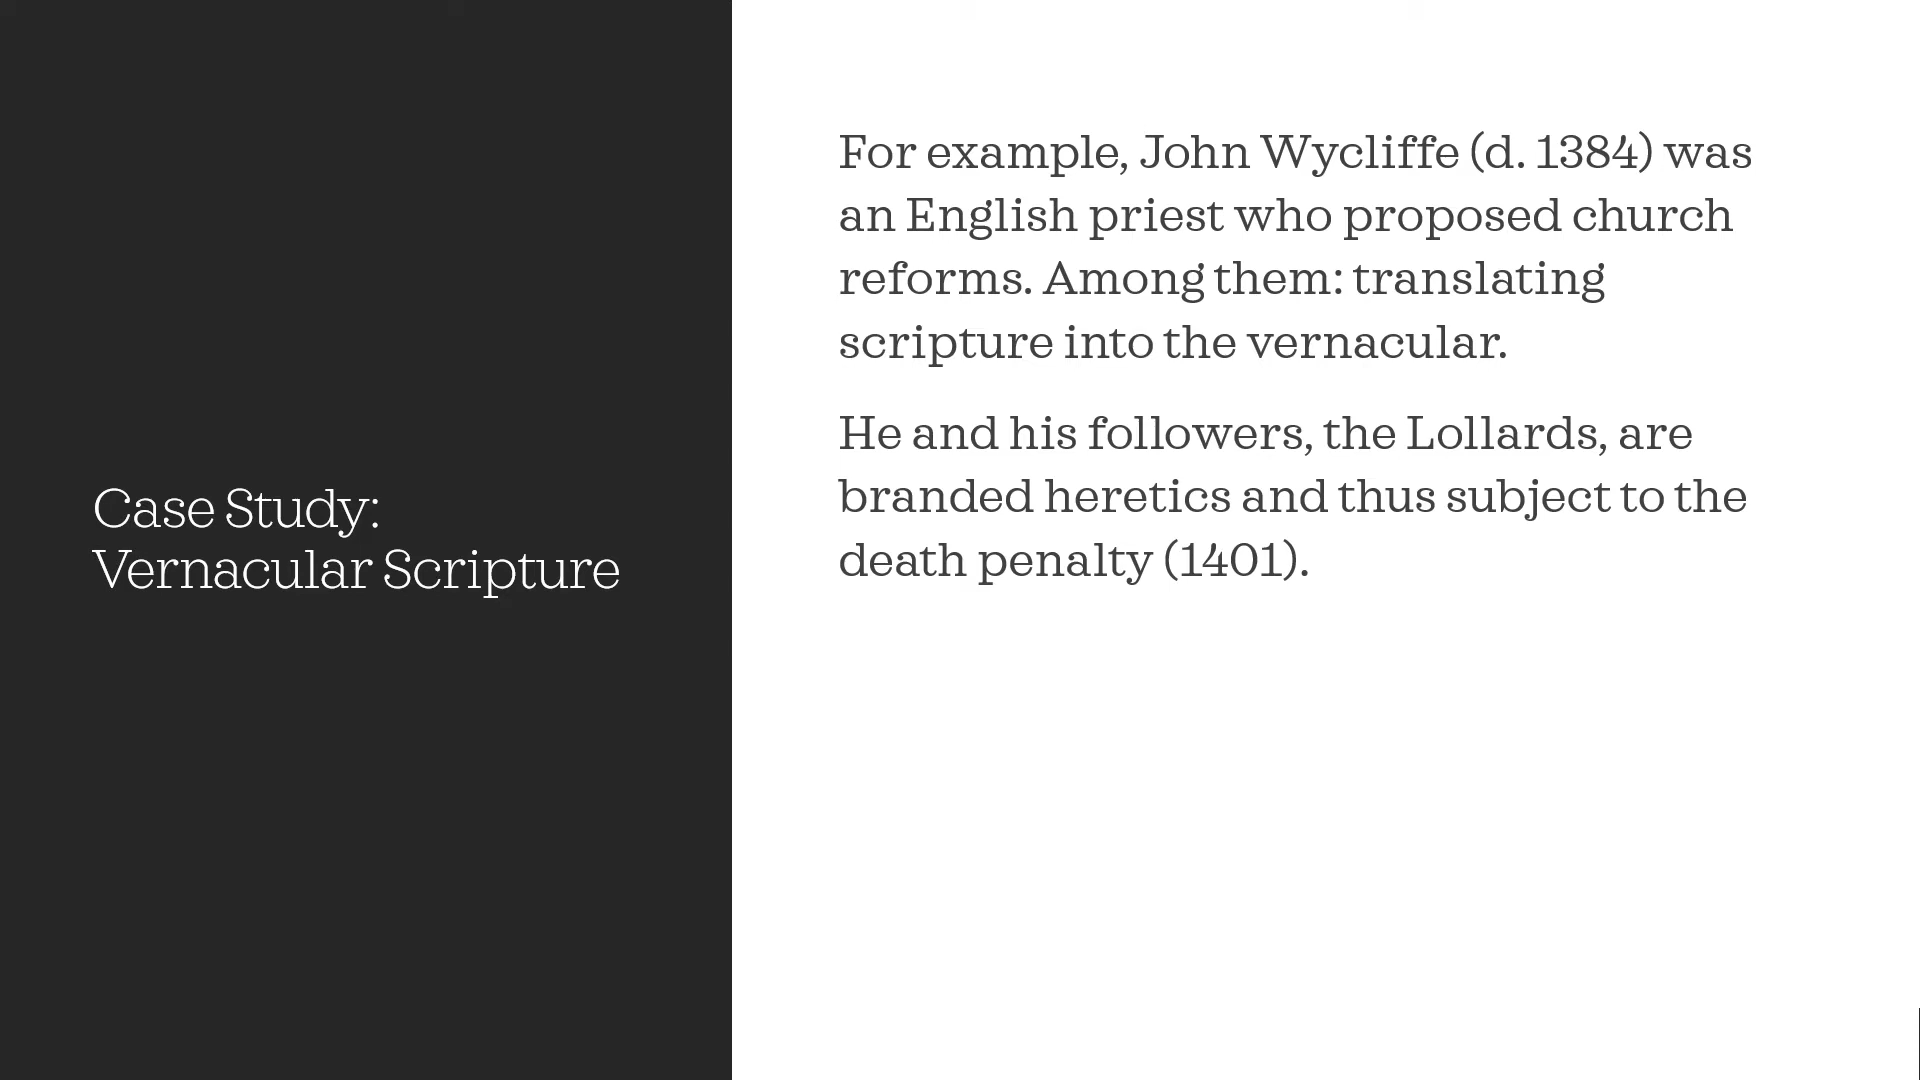 Case Study:
Vernacular Scripture
For example, John Wycliffe (d. 1384) was
an English priest who proposed church
reforms. Among them: translating
scripture into the vernacular.
He and his followers, the Lollards, are
branded heretics and thus subject to the
death penalty (1401).